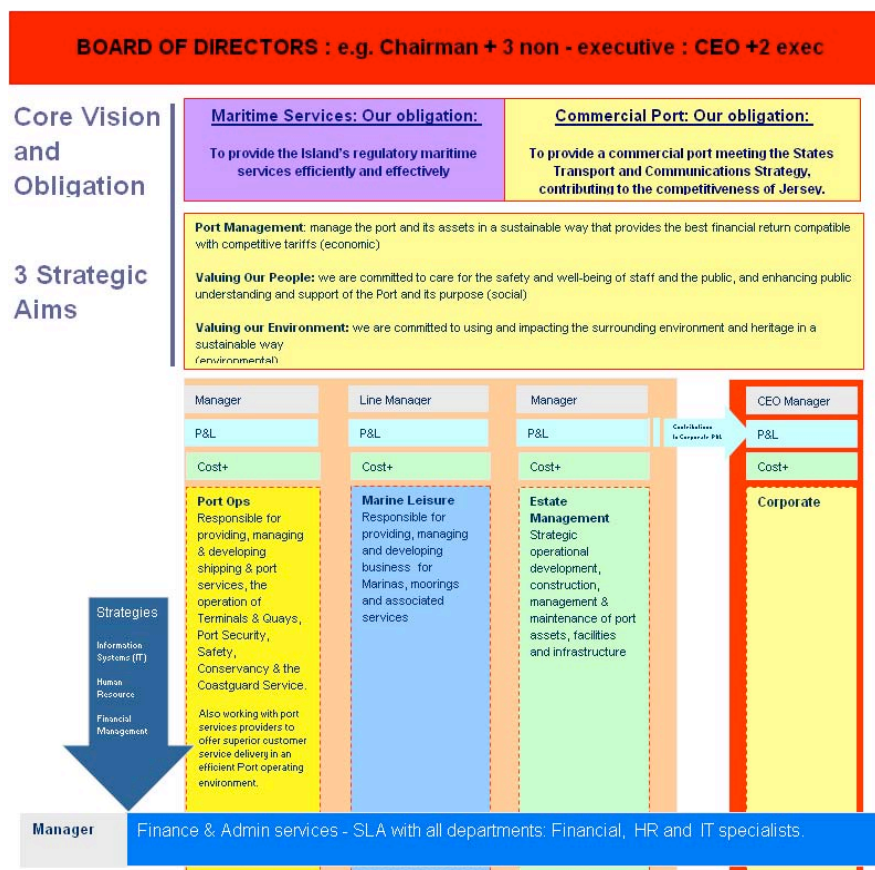 BOARD OF DIRECTORS : e.g. Chairman + 3 non - executive : CEO +2 exec
Core Vision
and
Obligation
Maritime Services: Our obligation:
To provide the Island's regulatory maritime
services efficiently and effectively
Commercial Port: Our obligation:
To provide a commercial port meeting the States
Transport and Communications Strategy,
contributing to the competitiveness of Jersey.
3 Strategic
Aims
Port Management: manage the port and its assets in a sustainable way that provides the best financial return compatible
with competitive tariffs (economic)
Valuing Our People: we are committed to care for the safety and well-being of staff and the public, and enhancing public
understanding and support of the Port and its purpose (social)
Valuing our Environment: we are committed to using and impacting the surrounding environment and heritage in a
sustainable way
(environmental)
Manager
P&L
Cost+
Port Ops
Responsible for
providing, managing
& developing
shipping & port
services, the
operation of
Terminals & Quays,
Port Security,
Safety,
Conservancy & the
Coastguard Service.
Also working with port
services providers to
offer superior customer
service delivery in an
efficient Port operating
environment.
Line Manager
P&L
Cost+
Marine Leisure
Responsible for
providing, managing
and developing
business for
Marinas, moorings
and associated
services
Manager
P&L
Cost+
Estate
Management
Strategic
operational
development,
construction,
management &
maintenance of port
assets, facilities
and infrastructure
Contributions
to Corporate P&L
CEO Manager
P&L
Cost+
Corporate
Strategies
Information
Systems (IT)
Human
Resource
Financial
Management
Manager
Finance & Admin services - SLA with all departments: Financial, HR and IT specialists.